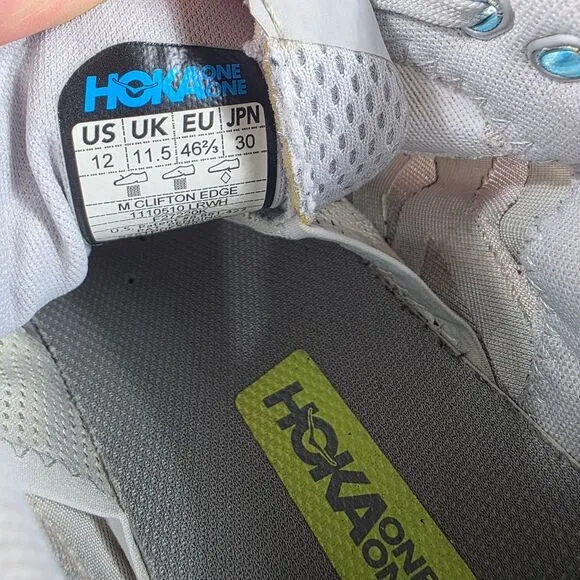 HOKA ONE ONE
US UK EU JPN
12 11.5 46⅔ 30
M CLIFTON EDGE
1110510 LRWH
HOKA ONE ONE